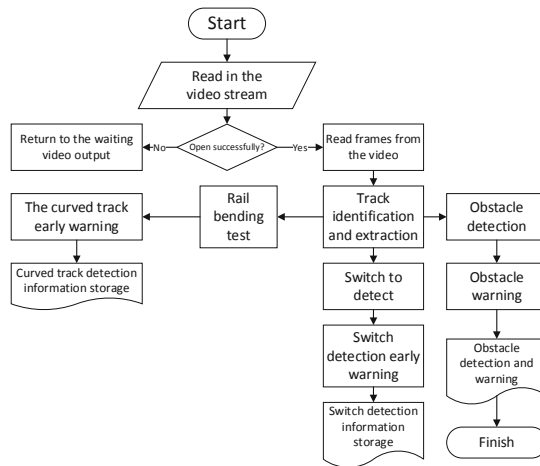 Start
Read in the
video stream
Open successfully?
No
Yes
Return to the waiting
video output
Read frames from
the video
The curved track
early warning
Rail
bending
test
Track
identification
and extraction
Obstacle
detection
Curved track detection
information storage
Switch to
detect
Obstacle
warning
Switch
detection early
warning
Obstacle
detection and
warning
Switch detection
information
storage
Finish